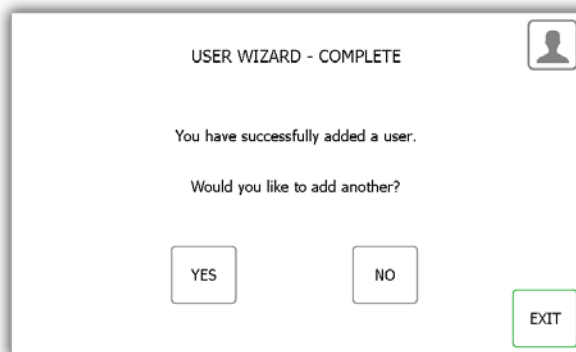 USER WIZARD - COMPLETE
You have successfully added a user.
Would you like to add another?
YES NO
EXIT